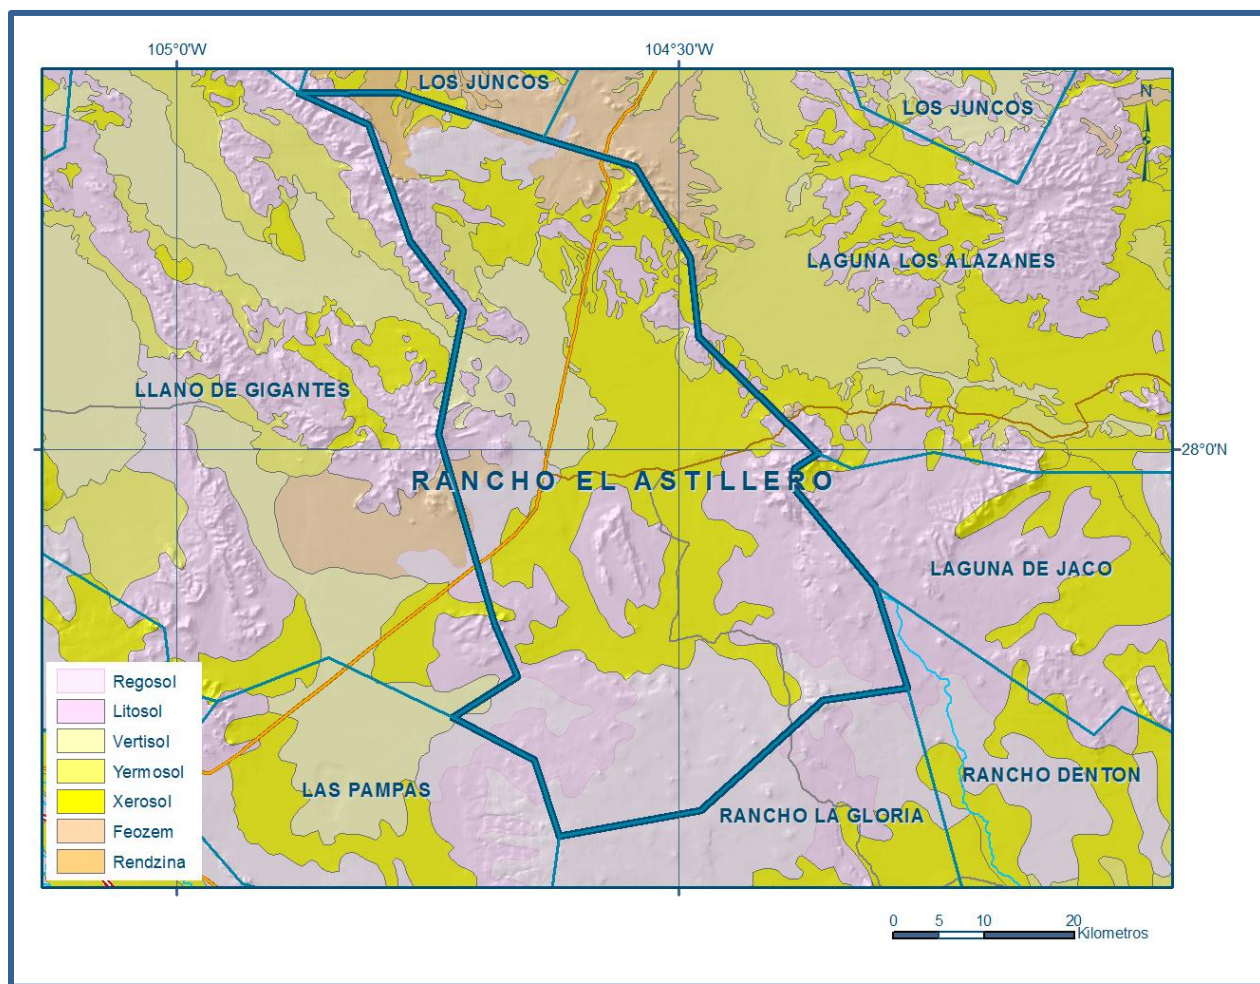 105°0'W
104°30'W
LOS JUNCOS
LOS JUNCOS
N
LAGUNA LOS ALAZANES
LLANO DE GIGANTES
28°0'N
RANCHO EL ASTILLERO
LAGUNA DE JACO
Regosol
Litosol
Vertisol
Yermosol
Xerosol
Feozem
Rendzina
LAS PAMPAS
RANCHO DENTON
RANCHO LA GLORIA
0 5 10 20
Kilometros